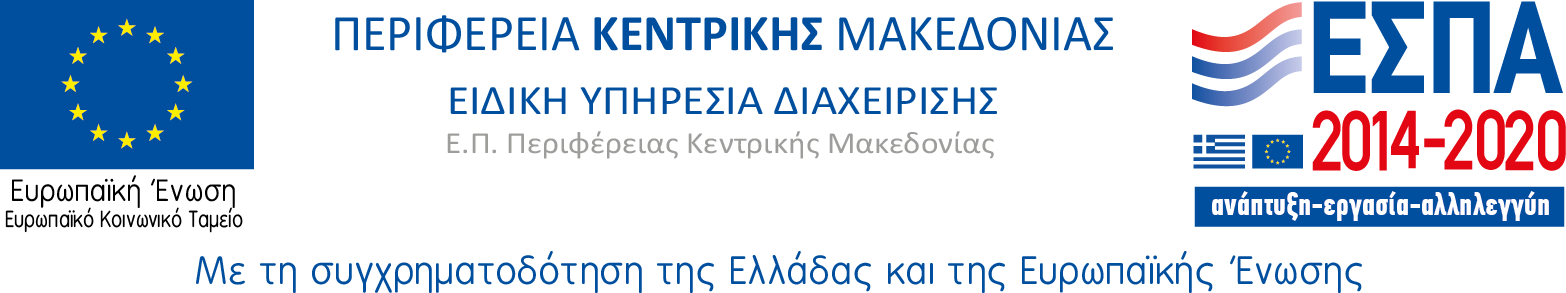 ΠΕΡΙΦΕΡΕΙΑ ΚΕΝΤΡΙΚΗΣ ΜΑΚΕΔΟΝΙΑΣ
ΕΙΔΙΚΗ ΥΠΗΡΕΣΙΑ ΔΙΑΧΕΙΡΙΣΗΣ
Ε.Π. Περιφέρειας Κεντρικής Μακεδονίας
Ευρωπαϊκή Ένωση
Ευρωπαϊκό Κοινωνικό Ταμείο
ΕΣΠΑ
2014-2020
ανάπτυξη-εργασία-αλληλεγγύη
Με τη συγχρηματοδότηση της Ελλάδας και της Ευρωπαϊκής Ένωσης